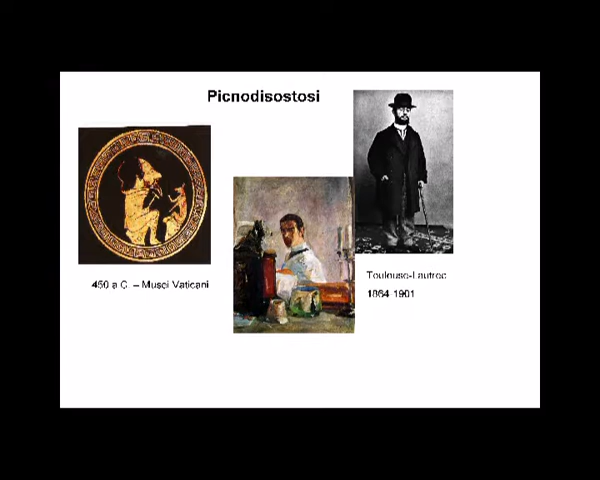 Picnodisostosi
450 a.C. – Musei Vaticani
Toulouse-Lautrec
1864-1901